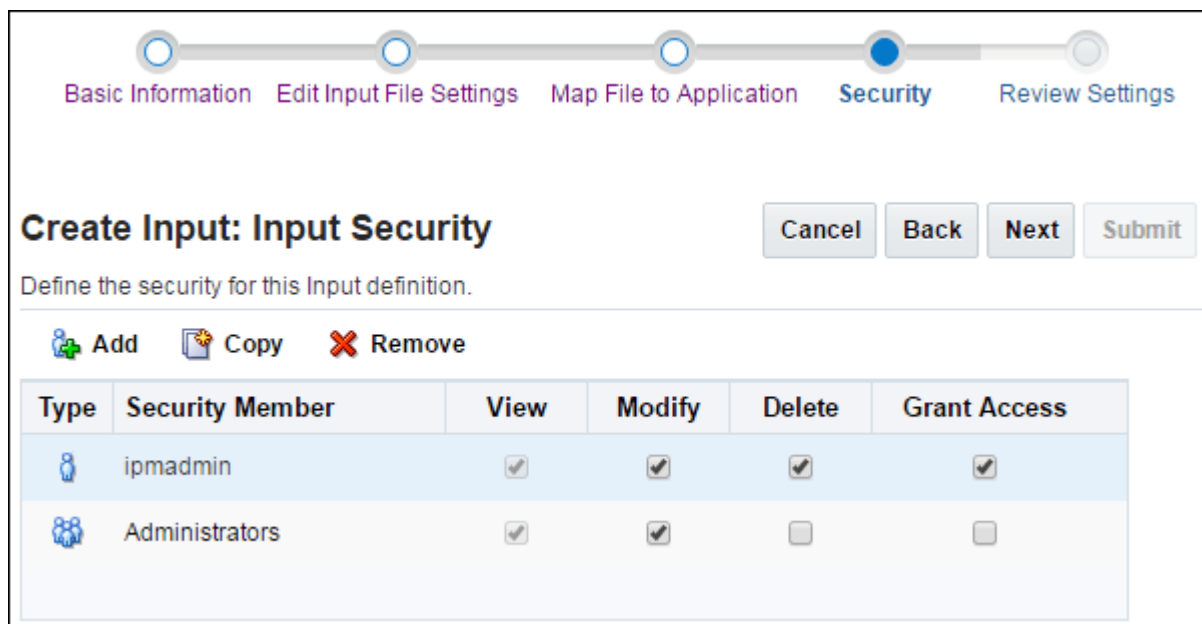 Basic Information Edit Input File Settings Map File to Application Security Review Settings
Create Input: Input Security Cancel Back Next Submit
Define the security for this Input definition.
Add Copy Remove
Type Security Member View Modify Delete Grant Access
ipmadmin
Administrators